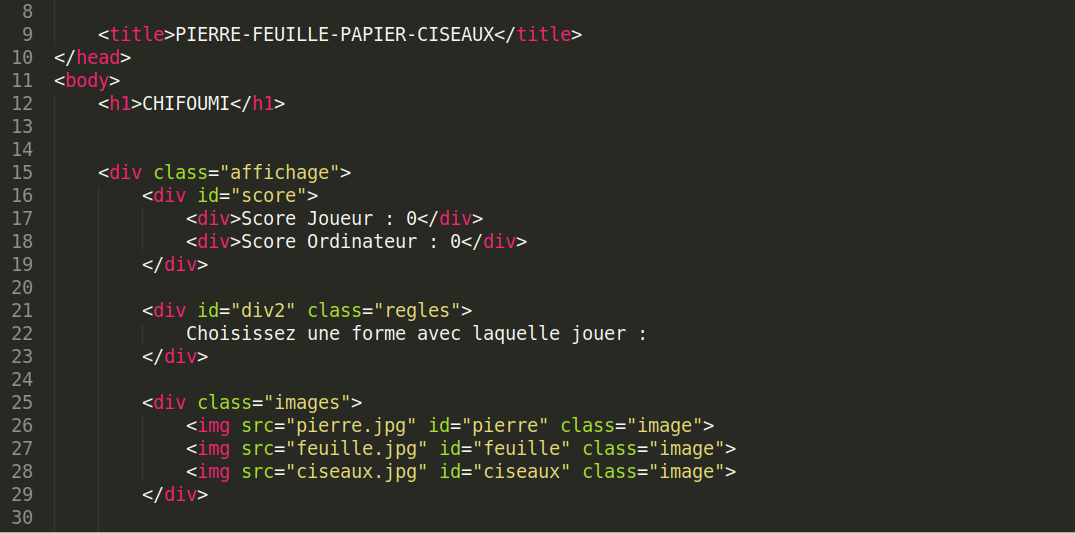 8
9 <title>PIERRE-FEUILLE-PAPIER-CISEAUX</title>
10 </head>
11 <body>
12 <h1>CHIFOUMI</h1>
13
14
15 <div class="affichage">
16 <div id="score">
17 <div>Score Joueur : 0</div>
18 <div>Score Ordinateur : 0</div>
19 </div>
20
21 <div id="div2" class="regles">
22 Choisissez une forme avec laquelle jouer :
23 </div>
24
25 <div class="images">
26 <img src="pierre.jpg" id="pierre" class="image">
27 <img src="feuille.jpg" id="feuille" class="image">
28 <img src="ciseaux.jpg" id="ciseaux" class="image">
29 </div>
30